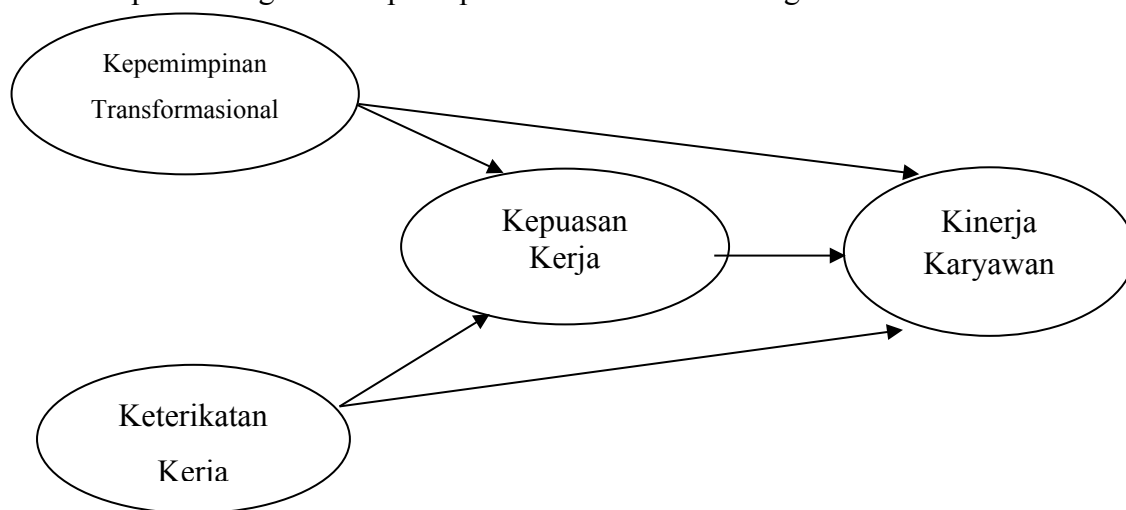 Kepemimpinan
Transformasional
Kepuasan
Kerja
Kinerja
Karyawan
Keterikatan
Kerja